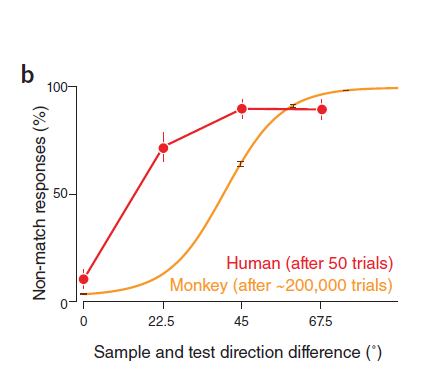 b
100
50
0
Non-match responses (%)
Human (after 50 trials)
Monkey (after ~200,000 trials)
0 22.5 45 67.5
Sample and test direction difference (°)